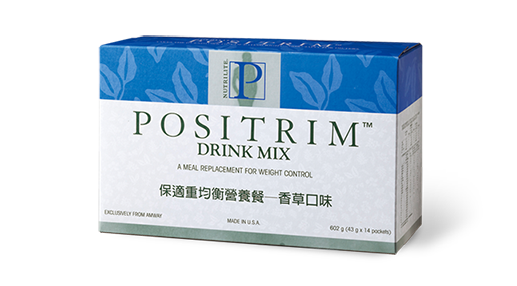 NUTRILITE
P
POSITRIM™
DRINK MIX
A MEAL REPLACEMENT FOR WEIGHT CONTROL
保適重均衡營養餐─香草口味
EXCLUSIVELY FROM AMWAY
MADE IN U.S.A.
602 g (43 g x 14 packets)